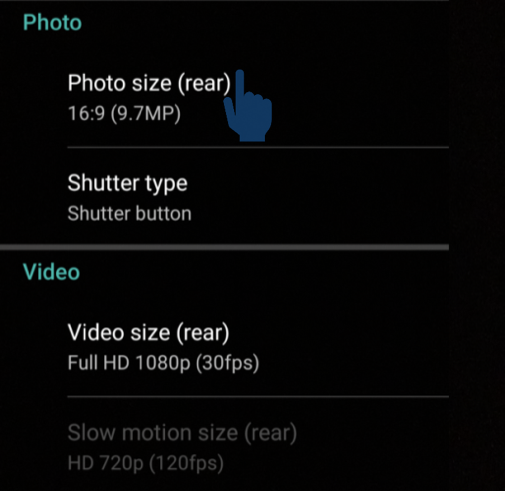 Photo
Photo size (rear)
16:9 (9.7MP)
Shutter type
Shutter button
Video
Video size (rear)
Full HD 1080p (30fps)
Slow motion size (rear)
HD 720p (120fps)